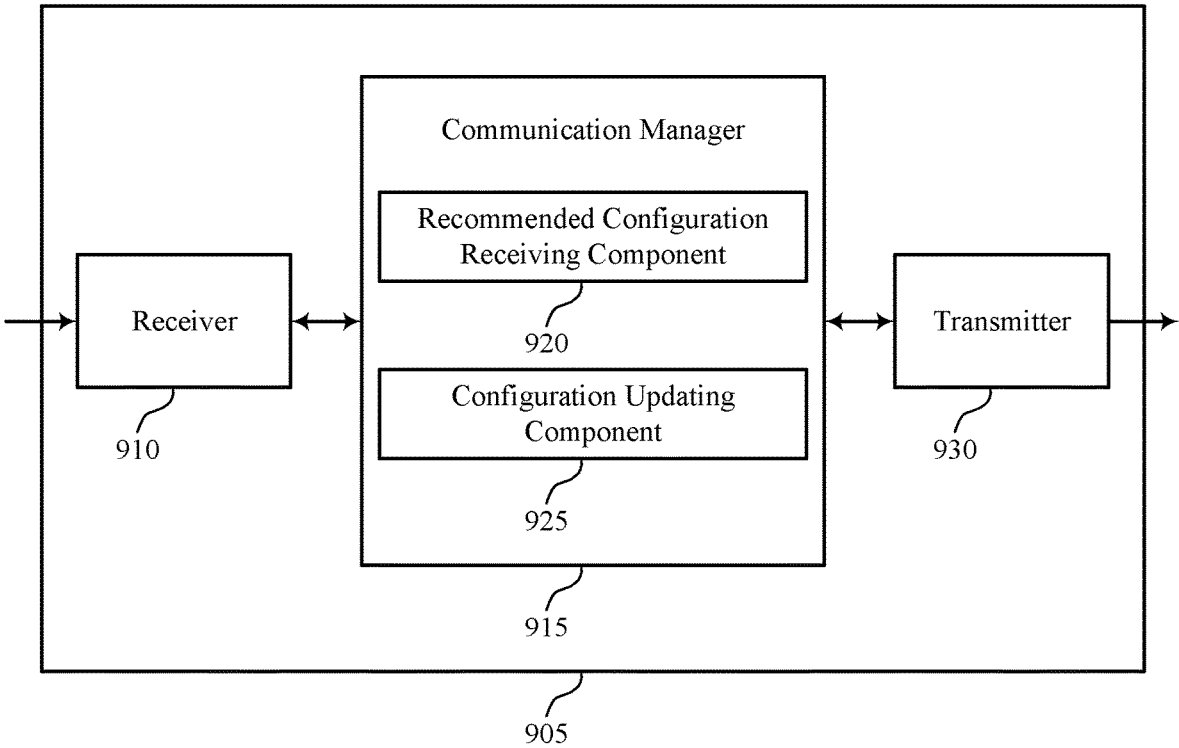 Communication Manager
Recommended Configuration
Receiving Component
920
Receiver
910
Configuration Updating
Component
925
Transmitter
930
915
905